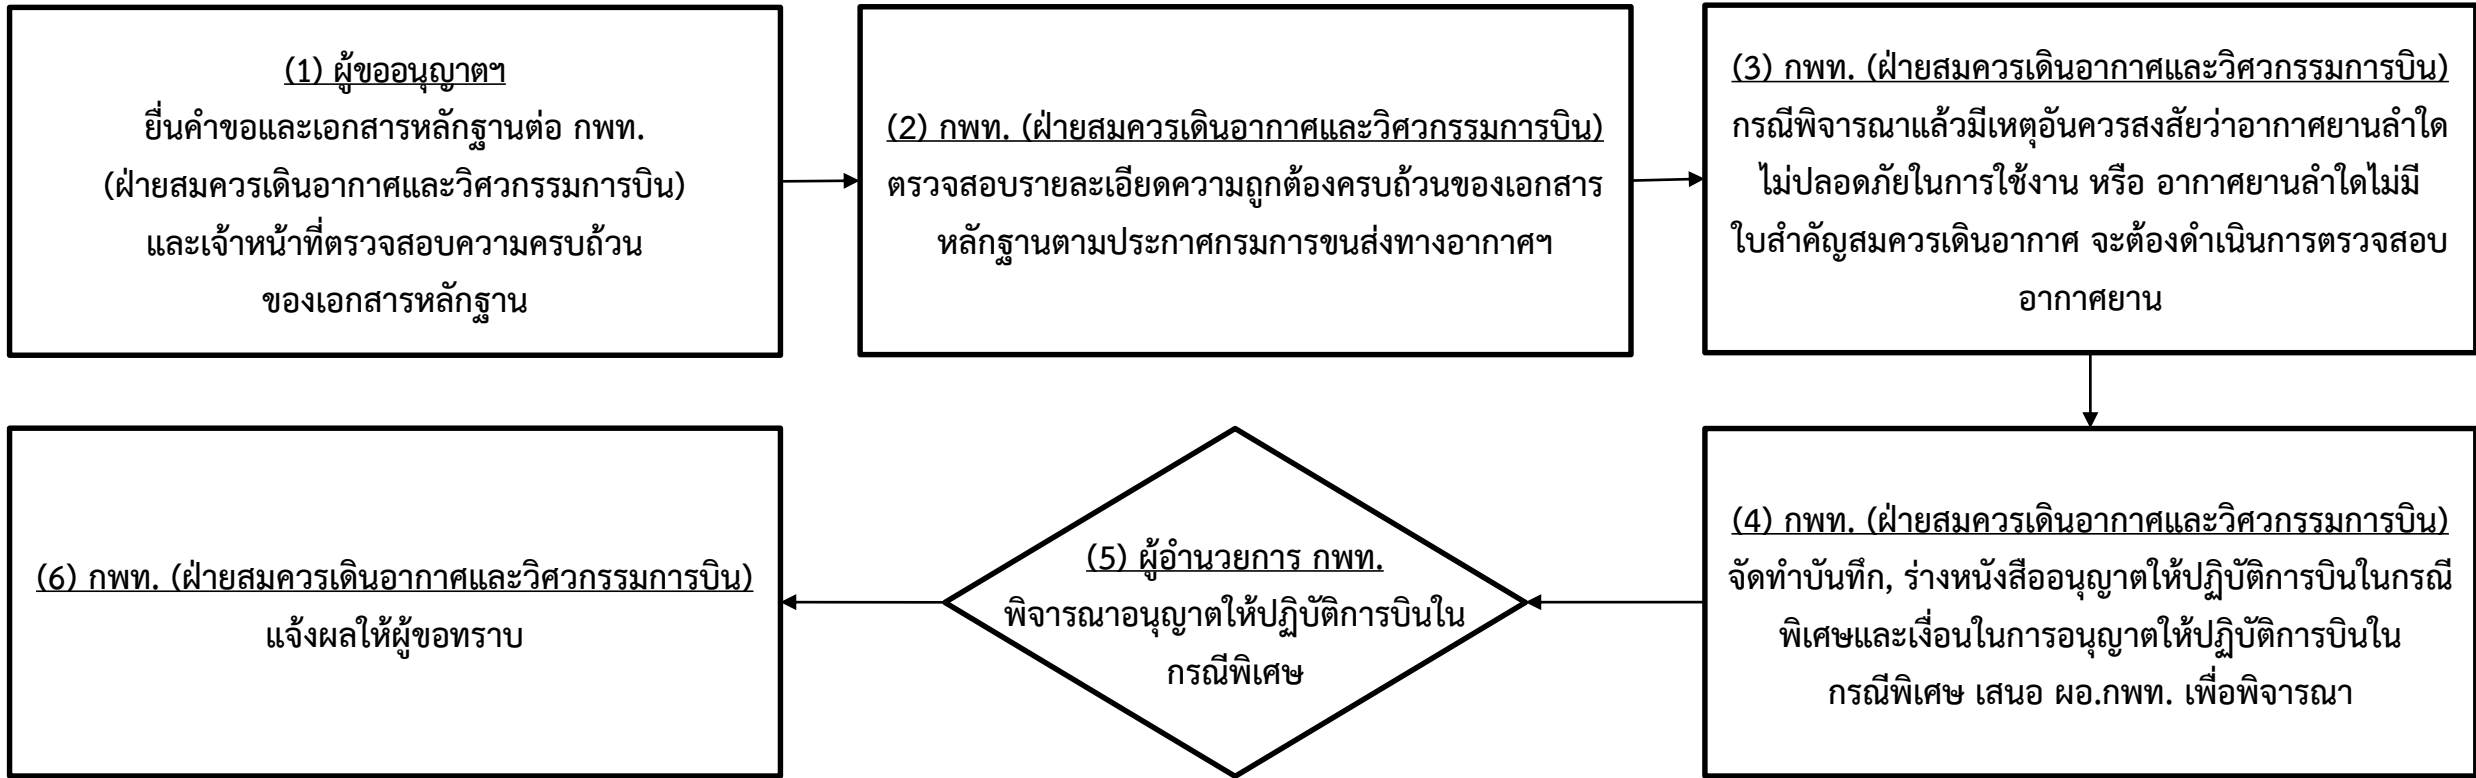 (1) ผู้ขออนุญาตฯ
ยื่นคำขอและเอกสารหลักฐานต่อ กพท.
(ฝ่ายสมควรเดินอากาศและวิศวกรรมการบิน)
และเจ้าหน้าที่ตรวจสอบความครบถ้วน
ของเอกสารหลักฐาน
(2) กพท. (ฝ่ายสมควรเดินอากาศและวิศวกรรมการบิน)
ตรวจสอบรายละเอียดความถูกต้องครบถ้วนของเอกสาร
หลักฐานตามประกาศกรมการขนส่งทางอากาศฯ
(3) กพท. (ฝ่ายสมควรเดินอากาศและวิศวกรรมการบิน)
กรณีพิจารณาแล้วมีเหตุอันควรสงสัยว่าอากาศยานลำใด
ไม่ปลอดภัยในการใช้งาน หรือ อากาศยานลำใดไม่มี
ใบสำคัญสมควรเดินอากาศ จะต้องดำเนินการตรวจสอบ
อากาศยาน
(4) กพท. (ฝ่ายสมควรเดินอากาศและวิศวกรรมการบิน)
จัดทำบันทึก, ร่างหนังสืออนุญาตให้ปฏิบัติการบินในกรณี
พิเศษและเงื่อนในการอนุญาตให้ปฏิบัติการบินใน
กรณีพิเศษ เสนอ ผอ.กพท. เพื่อพิจารณา
(5) ผู้อำนวยการ กพท.
พิจารณาอนุญาตให้ปฏิบัติการบินใน
กรณีพิเศษ
(6) กพท. (ฝ่ายสมควรเดินอากาศและวิศวกรรมการบิน)
แจ้งผลให้ผู้ขอทราบ